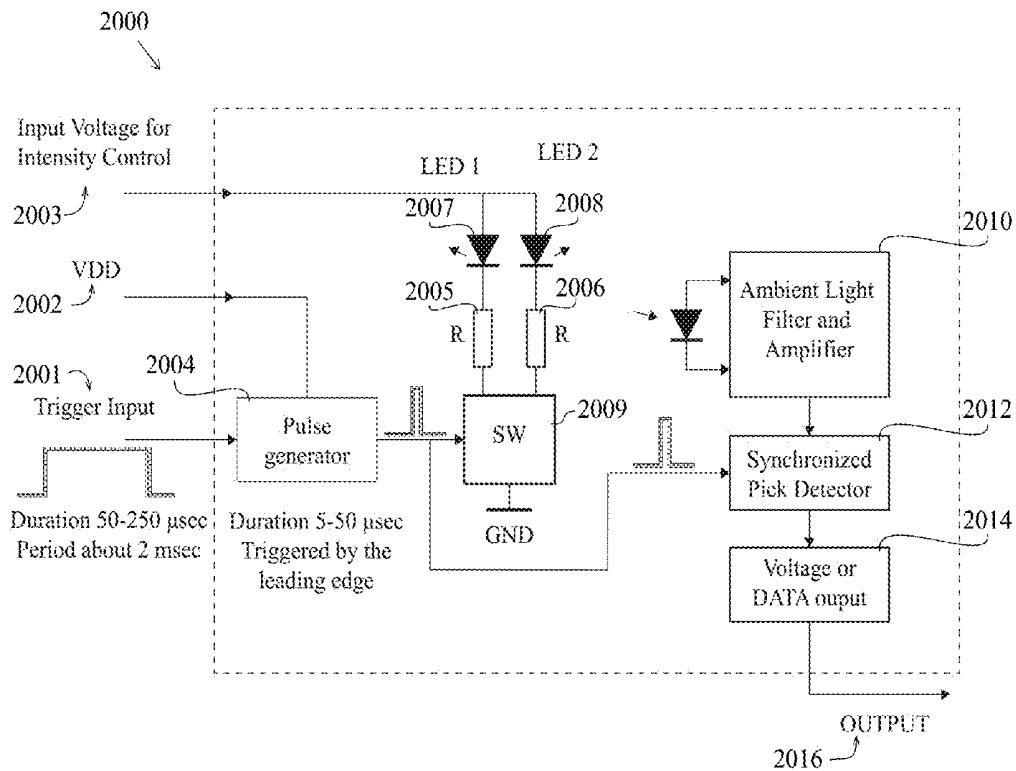 2000
Input Voltage for
Intensity Control
2003
VDD
2002
2001
Trigger Input
Duration 50-250 μsec
Period about 2 msec
2004
Pulse
generator
Duration 5-50 μsec
Triggered by the
leading edge
LED 1
LED 2
2007
2008
2005
2006
R
R
SW
2009
GND
2010
Ambient Light
Filter and
Amplifier
2012
Synchronized
Pick Detector
2014
Voltage or
DATA ouput
OUTPUT
2016